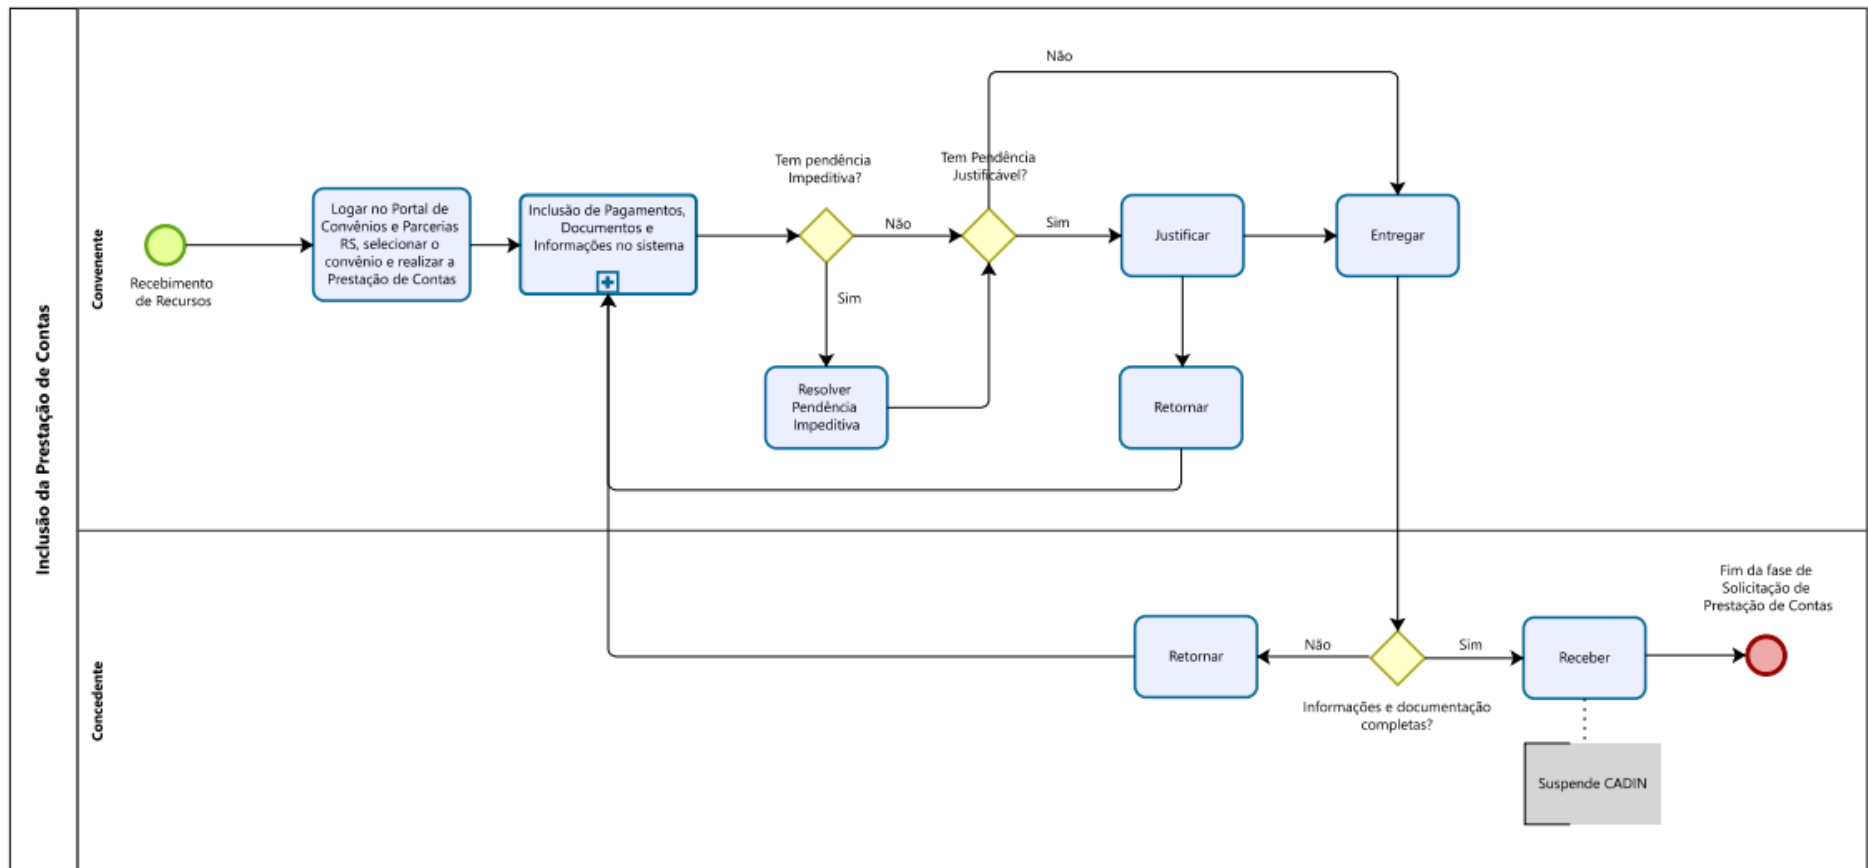 Inclusão da Prestação de Contas
Convenente
Recebimento
de Recursos
Logar no Portal de
Convênios e Parcerias
RS, selecionar o
convênio e realizar a
Prestação de Contas
Inclusão de Pagamentos,
Documentos e
Informações no sistema
Tem pendência
Impeditiva?
Não
Sim
Resolver
Pendência
Impeditiva
Tem Pendência
Justificável?
Não
Sim
Justificar
Retornar
Entregar
Concedente
Retornar
Não
Informações e documentação
completas?
Sim
Receber
Suspende CADIN
Fim da fase de
Solicitação de
Prestação de Contas